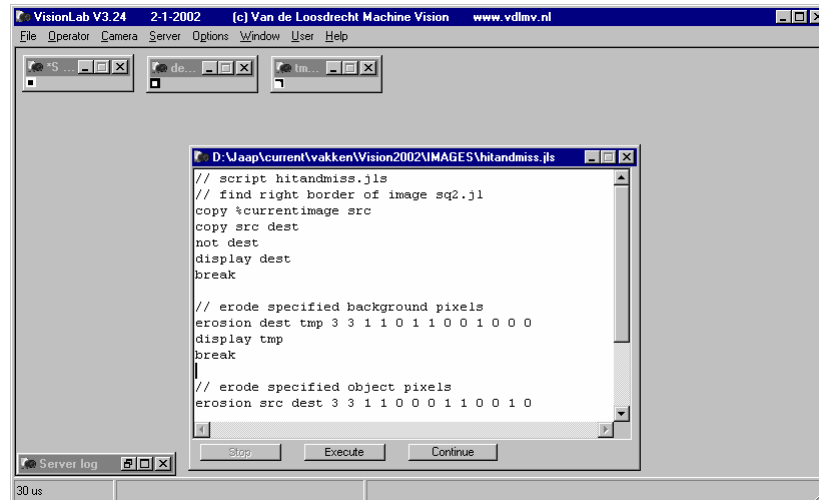 VisionLab V3.24 2-1-2002 (c) Van de Loosdrecht Machine Vision www.vdlmv.nl
File Operator Camera Server Options Window User Help
*S ... de... tm...
D:\Jaap\current\vakken\Vision2002\IMAGES\hitandmiss.jls
// script hitandmiss.jls
// find right border of image sq2.jl
copy %currentimage src
copy src dest
not dest
display dest
break
// erode specified background pixels
erosion dest tmp 3 3 1 1 0 1 1 0 0 1 0 0 0
display tmp
break
// erode specified object pixels
erosion src dest 3 3 1 1 0 0 0 1 1 0 0 1 0
Stop Execute Continue
Server log
30 us